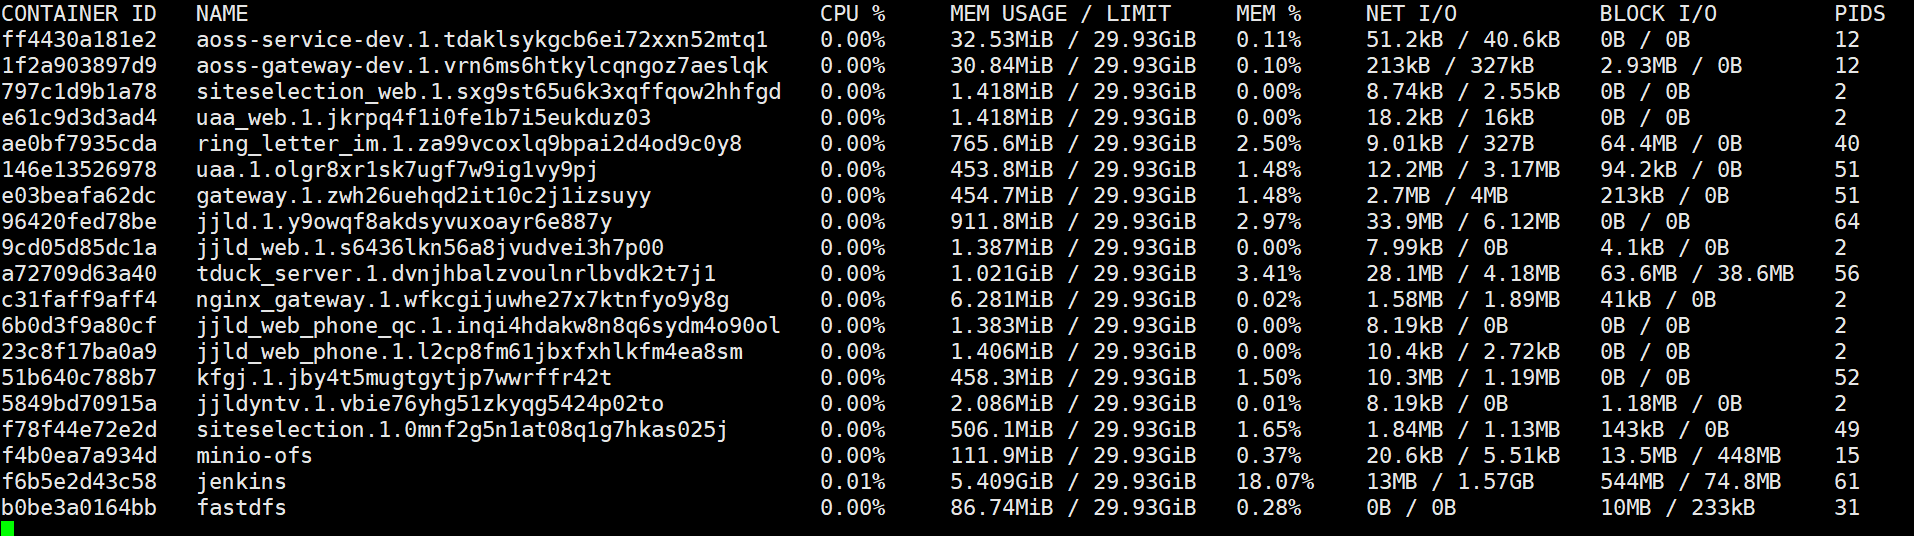 CONTAINER ID   NAME                                            CPU %     MEM USAGE / LIMIT     MEM %     NET I/O           BLOCK I/O         PIDS
ff4430a181e2   aoss-service-dev.1.tdaklsykgcb6ei72xxn52mtq1    0.00%     32.53MiB / 29.93GiB   0.11%     51.2kB / 40.6kB   0B / 0B           12
1f2a903897d9   aoss-gateway-dev.1.vrn6ms6htkylcqngoz7aeslqk    0.00%     30.84MiB / 29.93GiB   0.10%     213kB / 327kB     2.93MB / 0B       12
797c1d9b1a78   siteselection_web.1.sxg9st65u6k3xqffqow2hhfgd   0.00%     1.418MiB / 29.93GiB   0.00%     8.74kB / 2.55kB   0B / 0B           2
e61c9d3d3ad4   uaa_web.1.jkrpq4f1i0fe1b7i5eukduz03             0.00%     1.418MiB / 29.93GiB   0.00%     18.2kB / 16kB     0B / 0B           2
ae0bf7935cda   ring_letter_im.1.za99vcoxlq9bpai2d4od9c0y8      0.00%     765.6MiB / 29.93GiB   2.50%     9.01kB / 327B     64.4MB / 0B       40
146e13526978   uaa.1.olgr8xr1sk7ugf7w9ig1vy9pj                 0.00%     453.8MiB / 29.93GiB   1.48%     12.2MB / 3.17MB   94.2kB / 0B       51
e03beafa62dc   gateway.1.zwh26uehqd2it10c2j1izsuyy             0.00%     454.7MiB / 29.93GiB   1.48%     2.7MB / 4MB       213kB / 0B        51
96420fed78be   jjld.1.y9owqf8akdsyvuxoayr6e887y                0.00%     911.8MiB / 29.93GiB   2.97%     33.9MB / 6.12MB   0B / 0B           64
9cd05d85dc1a   jjld_web.1.s6436lkn56a8jvudvei3h7p00            0.00%     1.387MiB / 29.93GiB   0.00%     7.99kB / 0B       4.1kB / 0B        2
a72709d63a40   tduck_server.1.dvnjhbalzvoulnrlbvdk2t7j1        0.00%     1.021GiB / 29.93GiB   3.41%     28.1MB / 4.18MB   63.6MB / 38.6MB   56
c31faff9aff4   nginx_gateway.1.wfkcgijuwhe27x7ktnfyo9y8g       0.00%     6.281MiB / 29.93GiB   0.02%     1.58MB / 1.89MB   41kB / 0B         2
6b0d3f9a80cf   jjld_web_phone_qc.1.inqi4hdakw8n8q6sydm4o90ol   0.00%     1.383MiB / 29.93GiB   0.00%     8.19kB / 0B       0B / 0B           2
23c8f17ba0a9   jjld_web_phone.1.l2cp8fm61jbxfxhlkfm4ea8sm      0.00%     1.406MiB / 29.93GiB   0.00%     10.4kB / 2.72kB   0B / 0B           2
51b640c788b7   kfgj.1.jby4t5mugtgytjp7wwrffr42t                0.00%     458.3MiB / 29.93GiB   1.50%     10.3MB / 1.19MB   0B / 0B           52
5849bd70915a   jjldyntv.1.vbie76yhg51zkyqg5424p02to            0.00%     2.086MiB / 29.93GiB   0.01%     8.19kB / 0B       1.18MB / 0B       2
f78f44e72e2d   siteselection.1.0mnf2g5n1at08q1g7hkas025j       0.00%     506.1MiB / 29.93GiB   1.65%     1.84MB / 1.13MB   143kB / 0B        49
f4b0ea7a934d   minio-ofs                                       0.00%     111.9MiB / 29.93GiB   0.37%     20.6kB / 5.51kB   13.5MB / 448MB    15
f6b5e2d43c58   jenkins                                         0.01%     5.409GiB / 29.93GiB   18.07%    13MB / 1.57GB     544MB / 74.8MB    61
b0be3a0164bb   fastdfs                                         0.00%     86.74MiB / 29.93GiB   0.28%     0B / 0B           10MB / 233kB      31